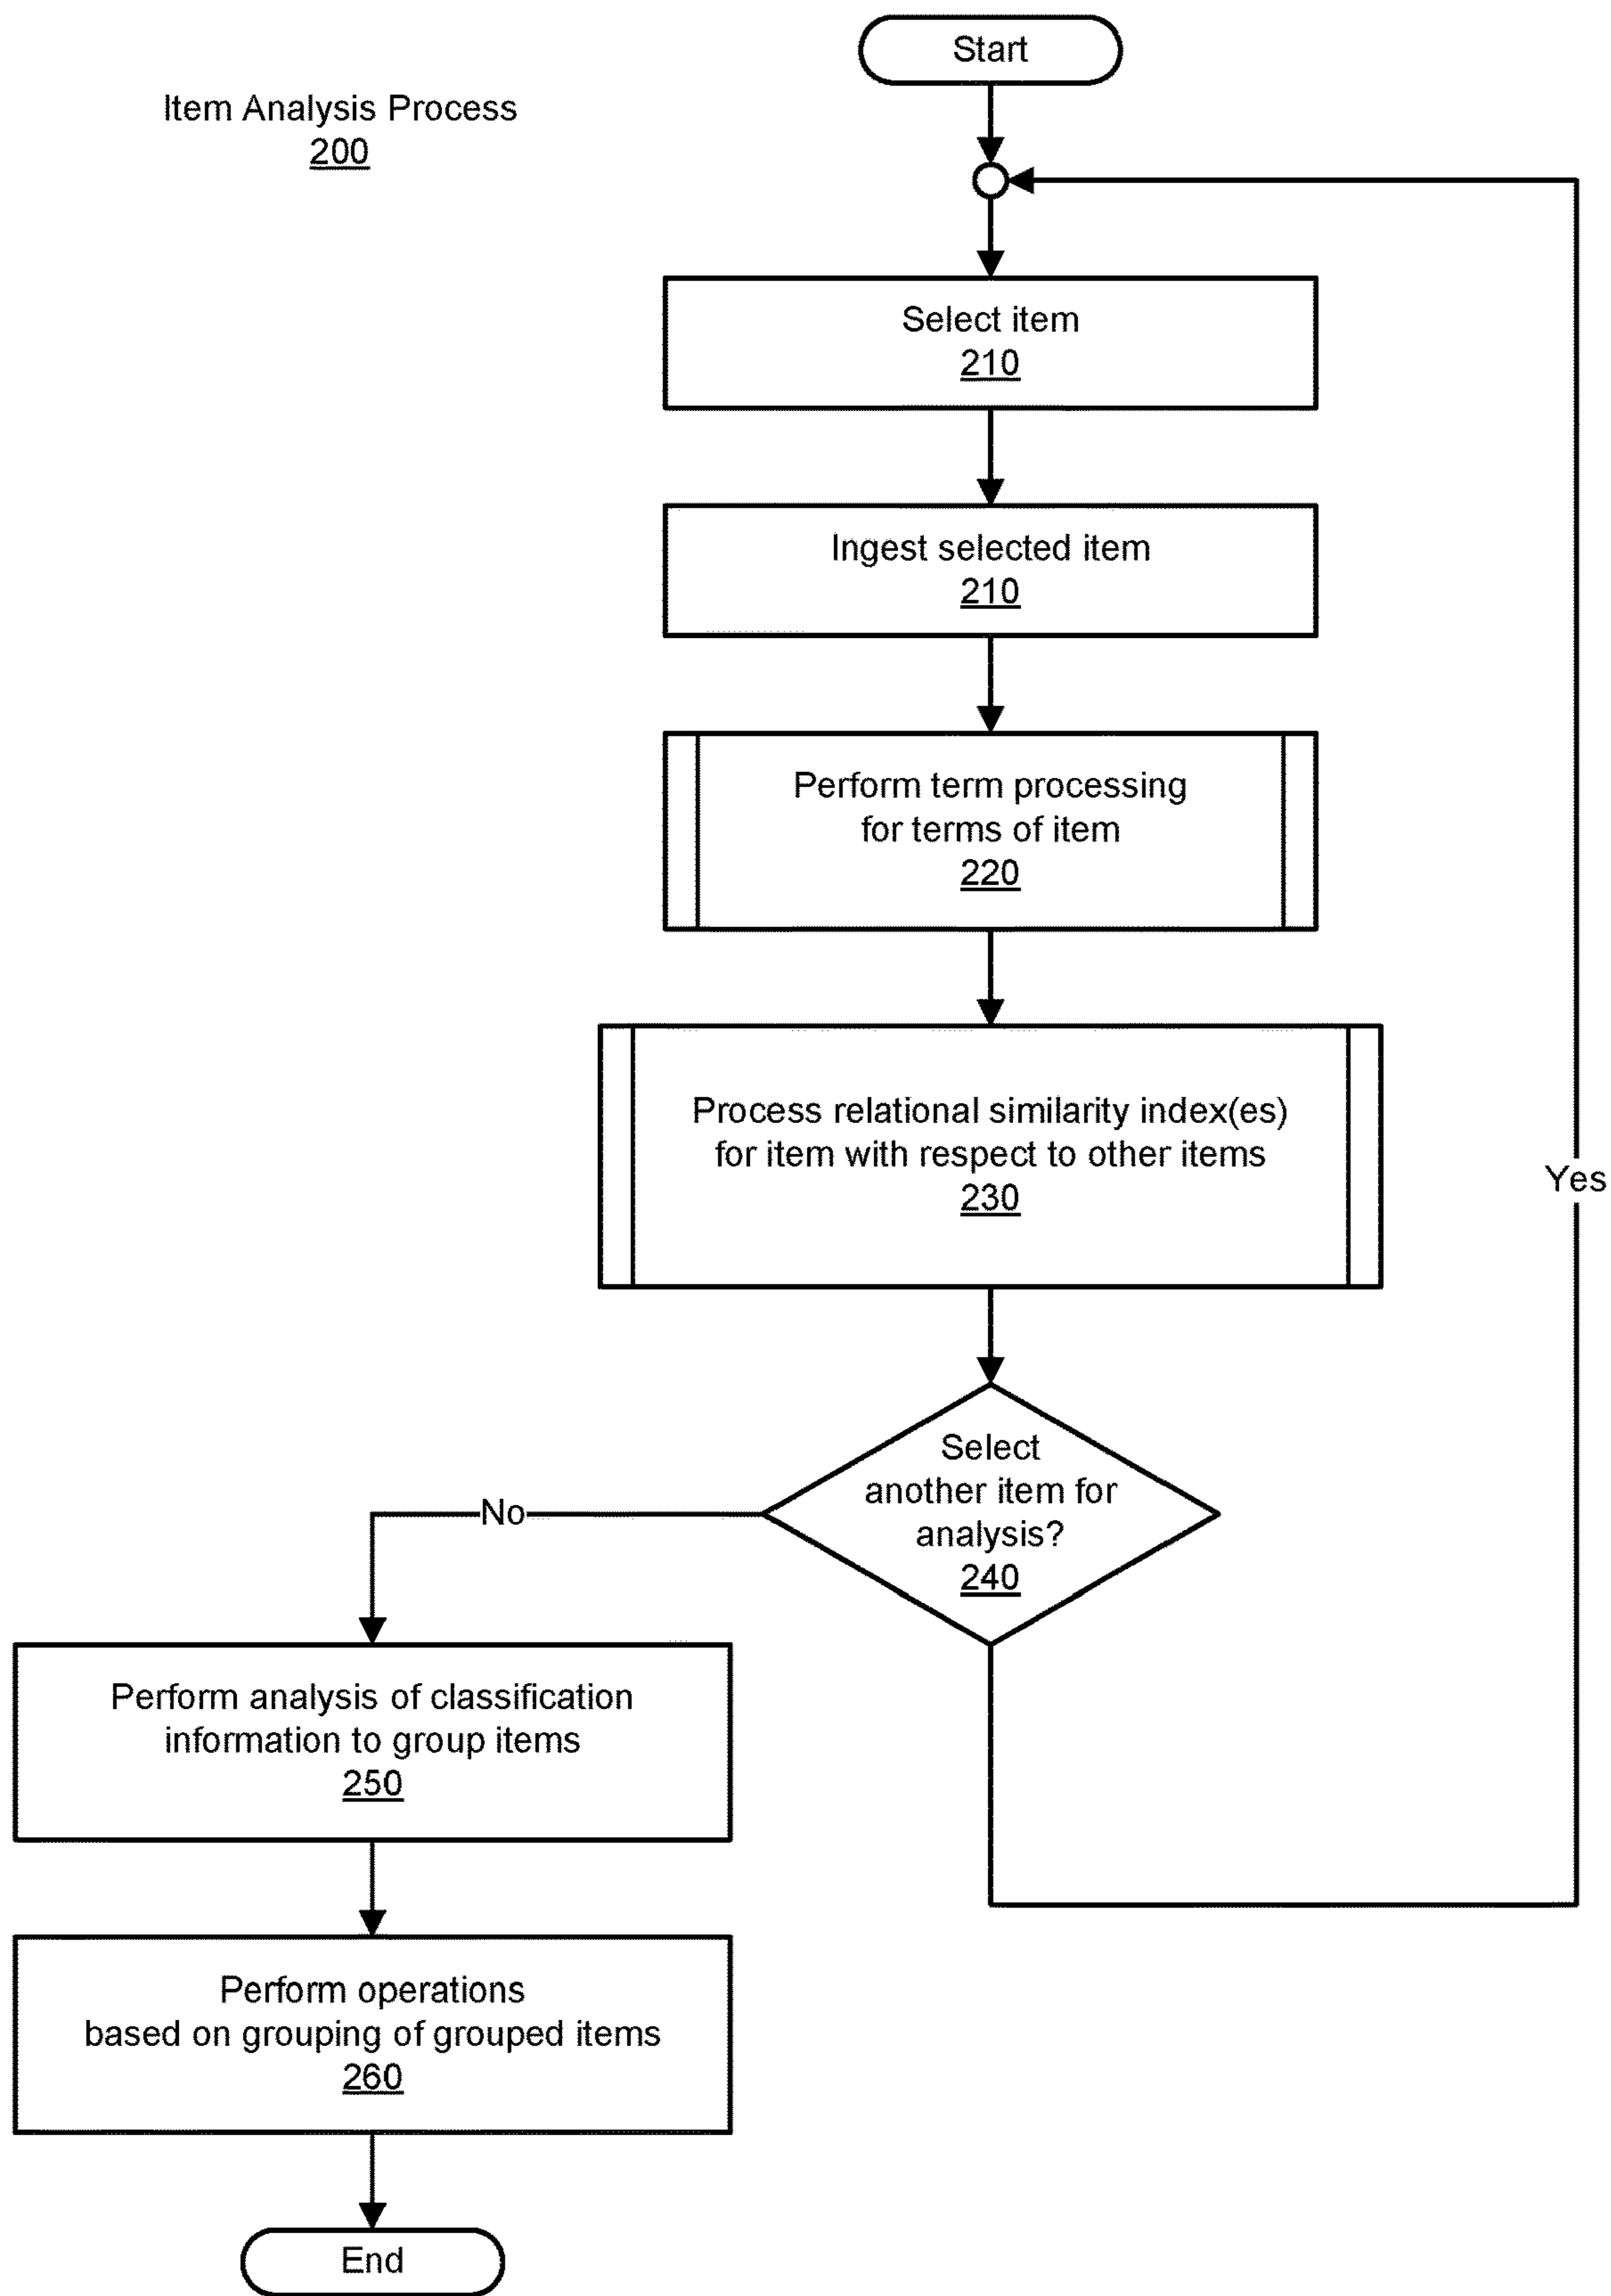 Start
Item Analysis Process
200
Select item
210
Ingest selected item
210
Perform term processing
for terms of item
220
Process relational similarity index(es)
for item with respect to other items
230
Yes
Select
another item for
analysis?
240
No
Perform analysis of classification
information to group items
250
Perform operations
based on grouping of grouped items
260
End